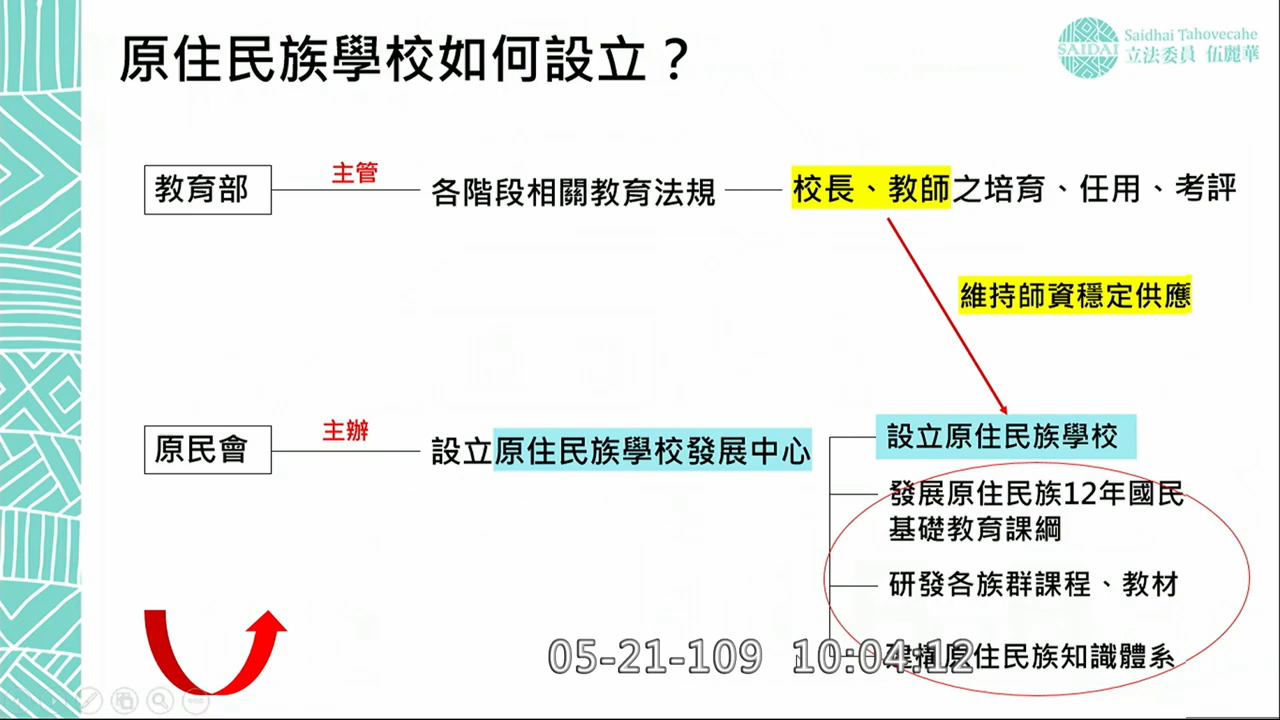 原住民族學校如何設立？
SAIDAI
Saidhai Tahovecahe
立法委員 伍麗華
教育部
主管
各階段相關教育法規
校長、教師之培育、任用、考評
維持師資穩定供應
原民會
主辦
設立原住民族學校發展中心
設立原住民族學校
發展原住民族12年國民
基礎教育課綱
研發各族群課程、教材
原住民族知識體系
05-21-109 10:04:12